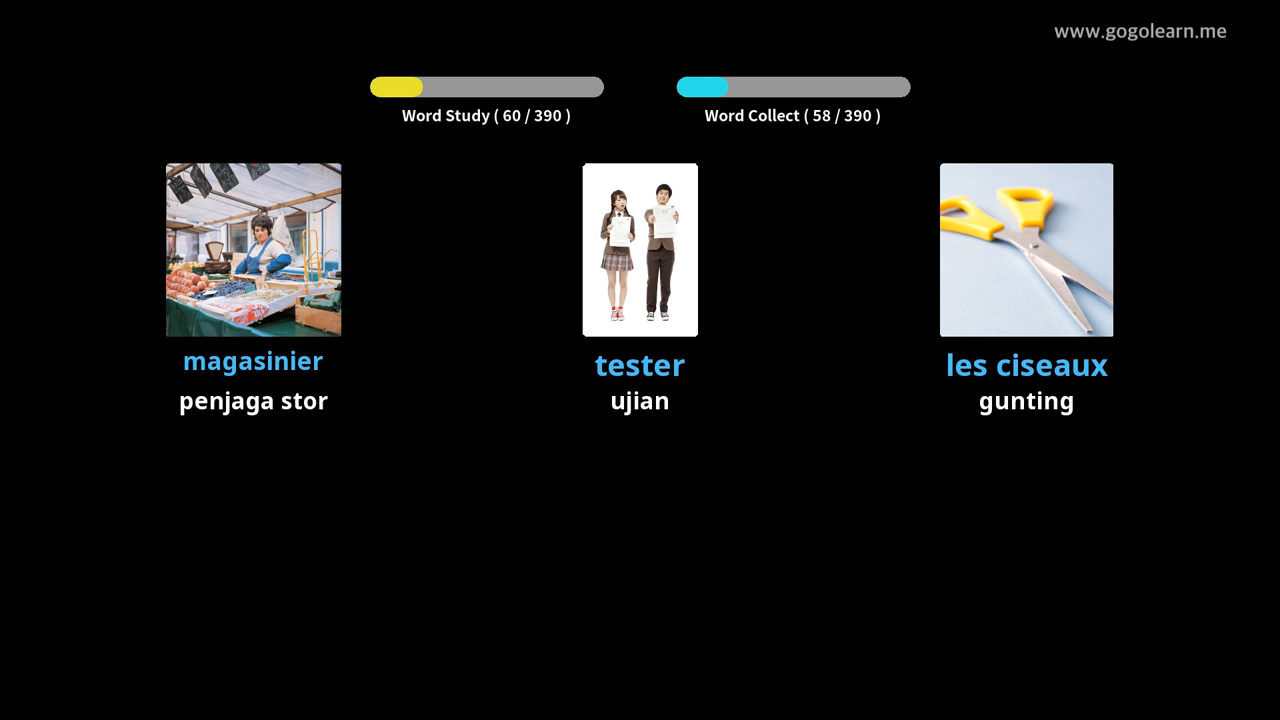 www.gogolearn.me
Word Study ( 60 / 390 )
Word Collect ( 58 / 390 )
magasinier
tester
les ciseaux
penjaga stor
ujian
gunting